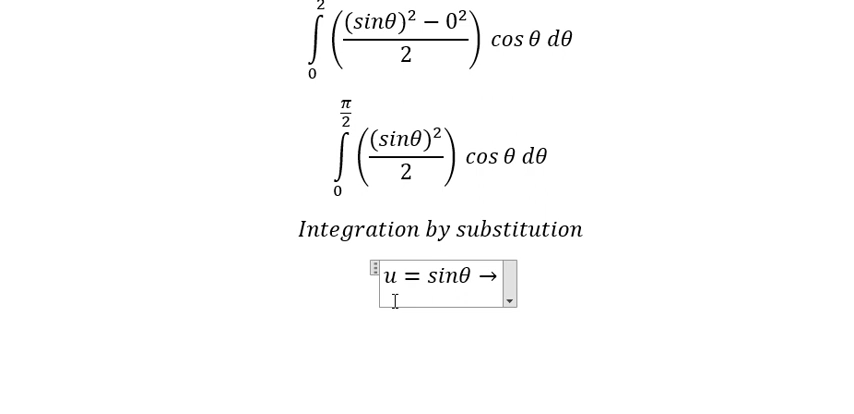 2
∫ ( ((sinθ)² − 0²) / 2 ) cos θ dθ
0
π/2
∫ ( (sinθ)² / 2 ) cos θ dθ
0
Integration by substitution
u = sinθ →